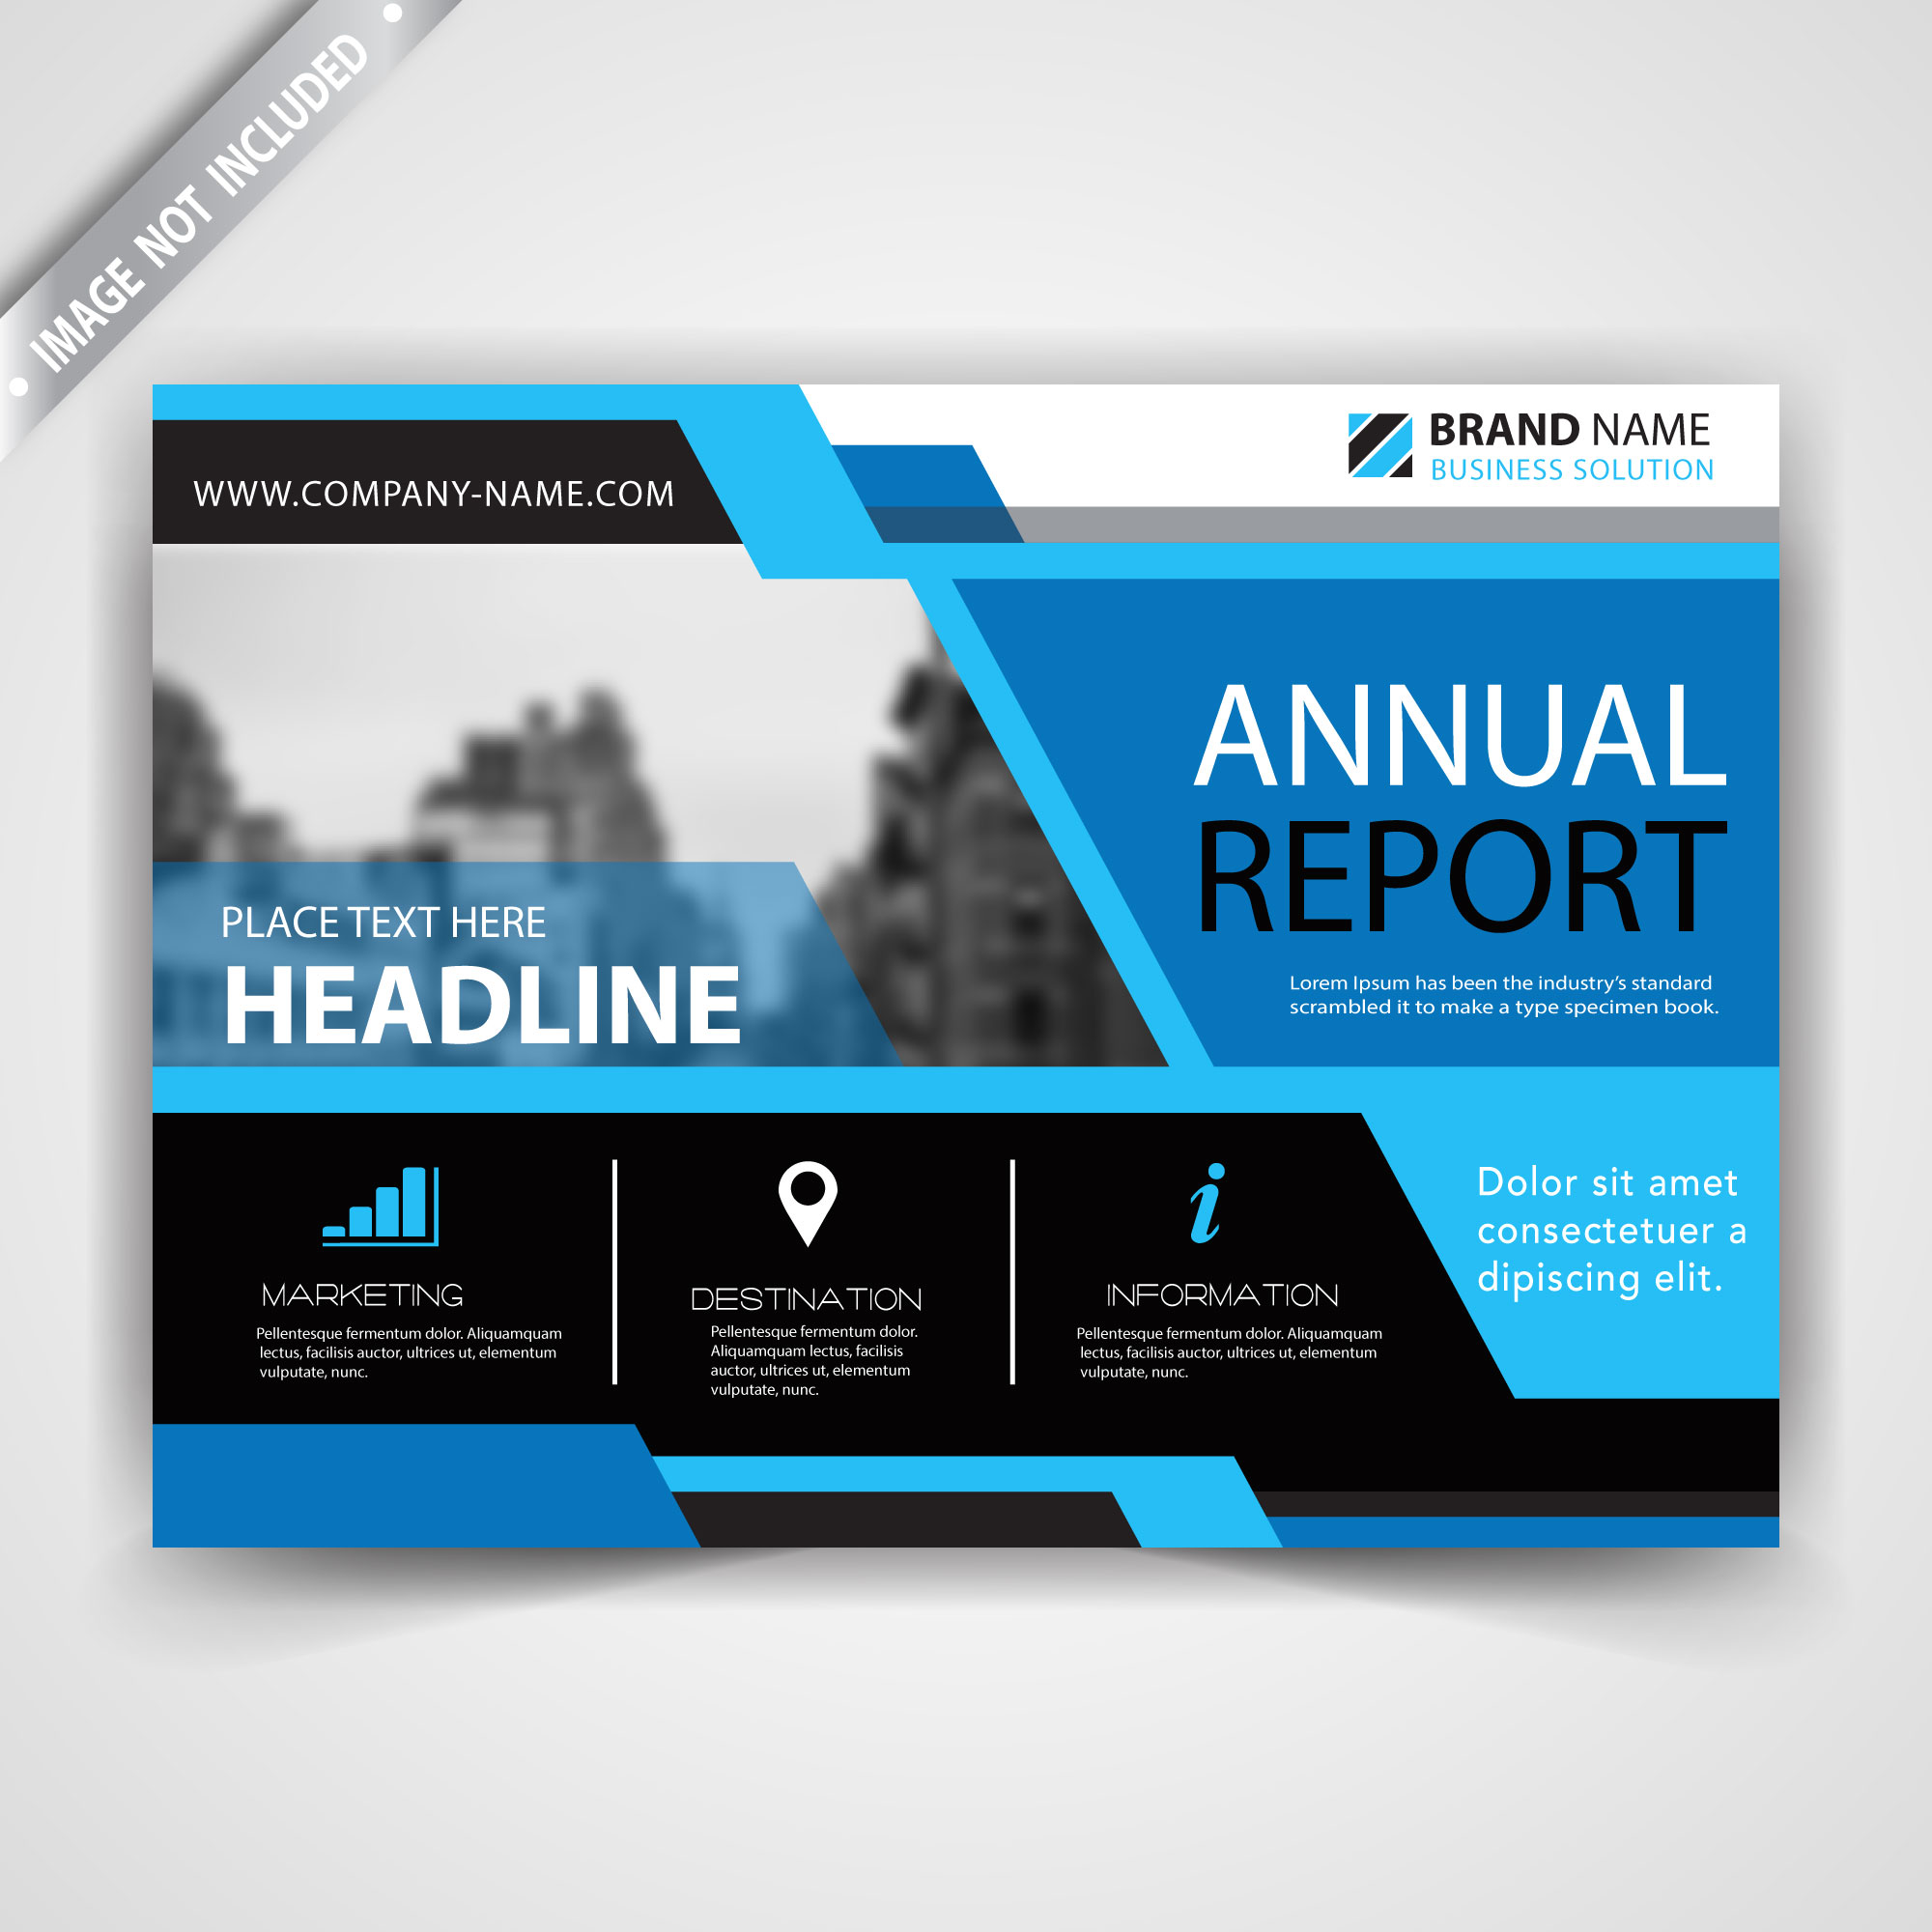 IMAGE NOT INCLUDED
WWW.COMPANY-NAME.COM
BRAND NAME
BUSINESS SOLUTION
ANNUAL
REPORT
Lorem Ipsum has been the industry’s standard
scrambled it to make a type specimen book.
PLACE TEXT HERE
HEADLINE
MARKETING
Pellentesque fermentum dolor. Aliquamquam
lectus, facilisis auctor, ultrices ut, elementum
vulputate, nunc.
DESTINATION
Pellentesque fermentum dolor.
Aliquamquam lectus, facilisis
auctor, ultrices ut, elementum
vulputate, nunc.
INFORMATION
Pellentesque fermentum dolor. Aliquamquam
lectus, facilisis auctor, ultrices ut, elementum
vulputate, nunc.
Dolor sit amet
consectetuer a
dipiscing elit.